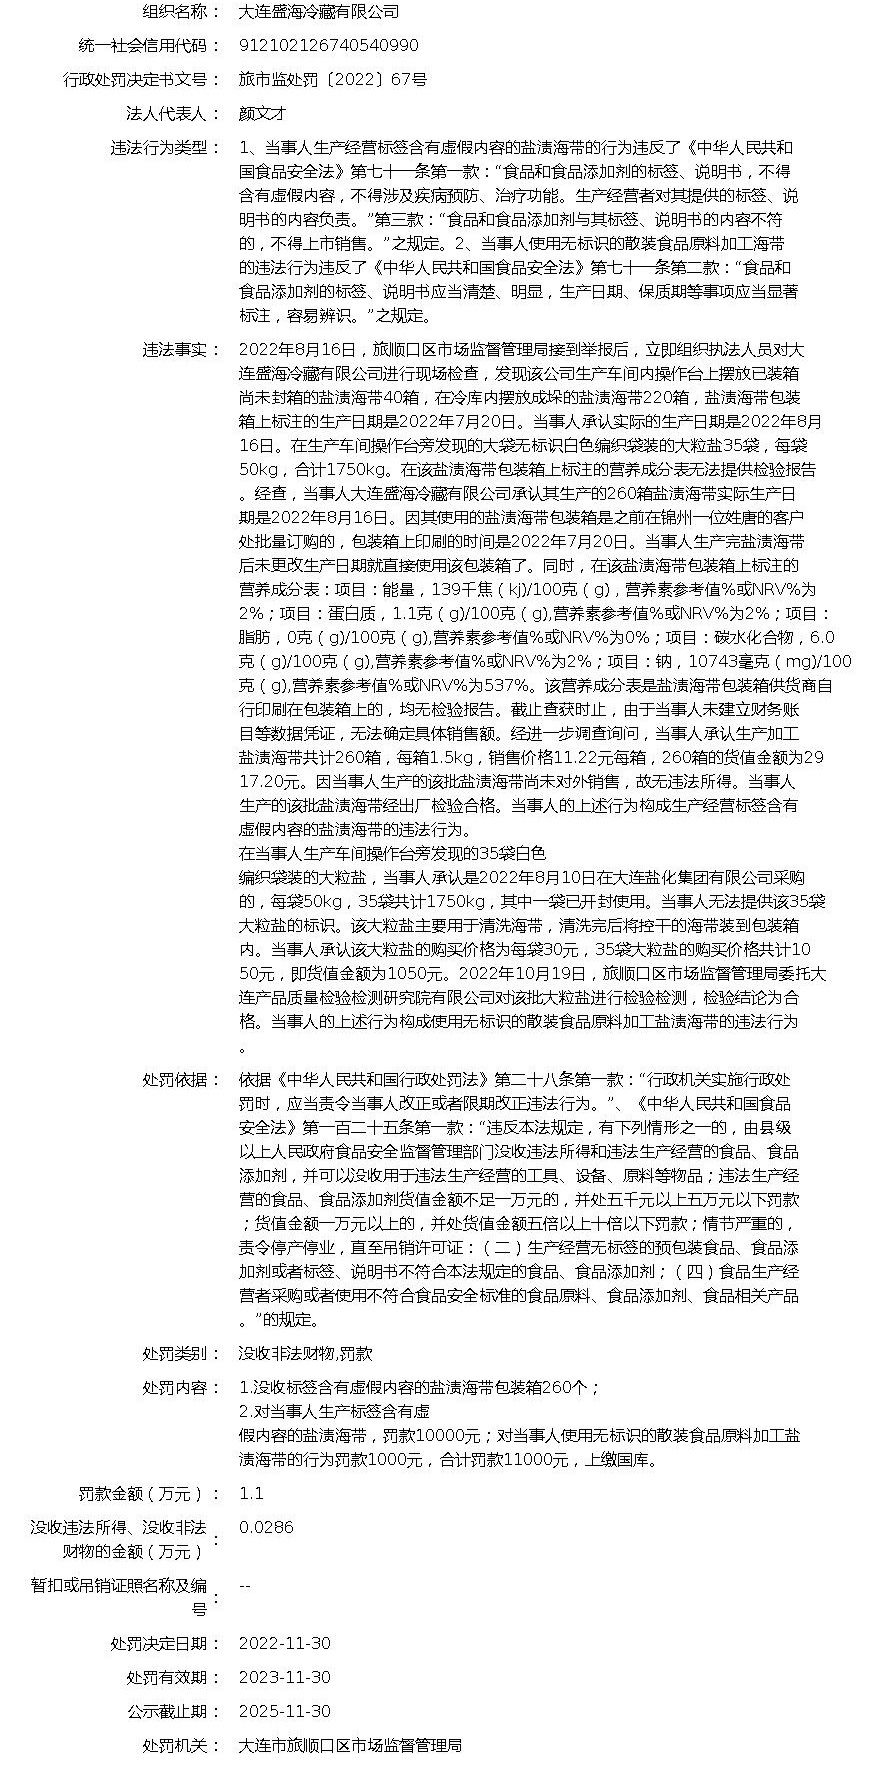 组织名称： 大连盛海冷藏有限公司
统一社会信用代码： 912102126740540990
行政处罚决定书文号： 旅市监处罚〔2022〕67号
法人代表人： 颜文才
违法行为类型： 1、当事人生产经营标签含有虚假内容的盐渍海带的行为违反了《中华人民共和
国食品安全法》第七十一条第一款：“食品和食品添加剂的标签、说明书，不得
含有虚假内容，不得涉及疾病预防、治疗功能。生产经营者对其提供的标签、说
明书的内容负责。”第三款：“食品和食品添加剂与其标签、说明书的内容不符
的，不得上市销售。”之规定。2、当事人使用无标识的散装食品原料加工海带
的违法行为违反了《中华人民共和国食品安全法》第七十一条第二款：“食品和
食品添加剂的标签、说明书应当清楚、明显，生产日期、保质期等事项应当显著
标注，容易辨识。”之规定。
违法事实： 2022年8月16日，旅顺口区市场监督管理局接到举报后，立即组织执法人员对大
连盛海冷藏有限公司进行现场检查，发现该公司生产车间内操作台上摆放已装箱
尚未封箱的盐渍海带40箱，在冷库内摆放成垛的盐渍海带220箱，盐渍海带包装
箱上标注的生产日期是2022年7月20日。当事人承认实际的生产日期是2022年8月
16日。在生产车间操作台旁发现的大袋无标识白色编织袋装的大粒盐35袋，每袋
50kg，合计1750kg。在该盐渍海带包装箱上标注的营养成分表无法提供检验报告
。经查，当事人大连盛海冷藏有限公司承认其生产的260箱盐渍海带实际生产日
期是2022年8月16日。因其使用的盐渍海带包装箱是之前在锦州一位姓唐的客户
处批量订购的，包装箱上印刷的时间是2022年7月20日。当事人生产完盐渍海带
后未更改生产日期就直接使用该包装箱了。同时，在该盐渍海带包装箱上标注的
营养成分表：项目：能量，139千焦（kj)/100克（g)，营养素参考值%或NRV%为
2%；项目：蛋白质，1.1克（g)/100克（g),营养素参考值%或NRV%为2%；项目：
脂肪，0克（g)/100克（g),营养素参考值%或NRV%为0%；项目：碳水化合物，6.0
克（g)/100克（g),营养素参考值%或NRV%为2%；项目：钠，10743毫克（mg)/100
克（g),营养素参考值%或NRV%为537%。该营养成分表是盐渍海带包装箱供货商自
行印刷在包装箱上的，均无检验报告。截止查获时止，由于当事人未建立财务账
目等数据凭证，无法确定具体销售额。经进一步调查询问，当事人承认生产加工
盐渍海带共计260箱，每箱1.5kg，销售价格11.22元每箱，260箱的货值金额为29
17.20元。因当事人生产的该批盐渍海带尚未对外销售，故无违法所得。当事人
生产的该批盐渍海带经出厂检验合格。当事人的上述行为构成生产经营标签含有
虚假内容的盐渍海带的违法行为。
在当事人生产车间操作台旁发现的35袋白色
编织袋装的大粒盐，当事人承认是2022年8月10日在大连盐化集团有限公司采购
的，每袋50kg，35袋共计1750kg，其中一袋已开封使用。当事人无法提供该35袋
大粒盐的标识。该大粒盐主要用于清洗海带，清洗完后将控干的海带装到包装箱
内。当事人承认该大粒盐的购买价格为每袋30元，35袋大粒盐的购买价格共计10
50元，即货值金额为1050元。2022年10月19日，旅顺口区市场监督管理局委托大
连产品质量检验检测研究院有限公司对该批大粒盐进行检验检测，检验结论为合
格。当事人的上述行为构成使用无标识的散装食品原料加工盐渍海带的违法行为
。
处罚依据： 依据《中华人民共和国行政处罚法》第二十八条第一款：“行政机关实施行政处
罚时，应当责令当事人改正或者限期改正违法行为。”、《中华人民共和国食品
安全法》第一百二十五条第一款：“违反本法规定，有下列情形之一的，由县级
以上人民政府食品安全监督管理部门没收违法所得和违法生产经营的食品、食品
添加剂，并可以没收用于违法生产经营的工具、设备、原料等物品；违法生产经
营的食品、食品添加剂货值金额不足一万元的，并处五千元以上五万元以下罚款
；货值金额一万元以上的，并处货值金额五倍以上十倍以下罚款；情节严重的，
责令停产停业，直至吊销许可证：（二）生产经营无标签的预包装食品、食品添
加剂或者标签、说明书不符合本法规定的食品、食品添加剂；（四）食品生产经
营者采购或者使用不符合食品安全标准的食品原料、食品添加剂、食品相关产品
。”的规定。
处罚类别： 没收非法财物,罚款
处罚内容： 1.没收标签含有虚假内容的盐渍海带包装箱260个；
2.对当事人生产标签含有虚
假内容的盐渍海带，罚款10000元；对当事人使用无标识的散装食品原料加工盐
渍海带的行为罚款1000元，合计罚款11000元，上缴国库。
罚款金额（万元）： 1.1
没收违法所得、没收非法
财物的金额（万元）： 0.0286
暂扣或吊销证照名称及编
号： --
处罚决定日期： 2022-11-30
处罚有效期： 2023-11-30
公示截止期： 2025-11-30
处罚机关： 大连市旅顺口区市场监督管理局